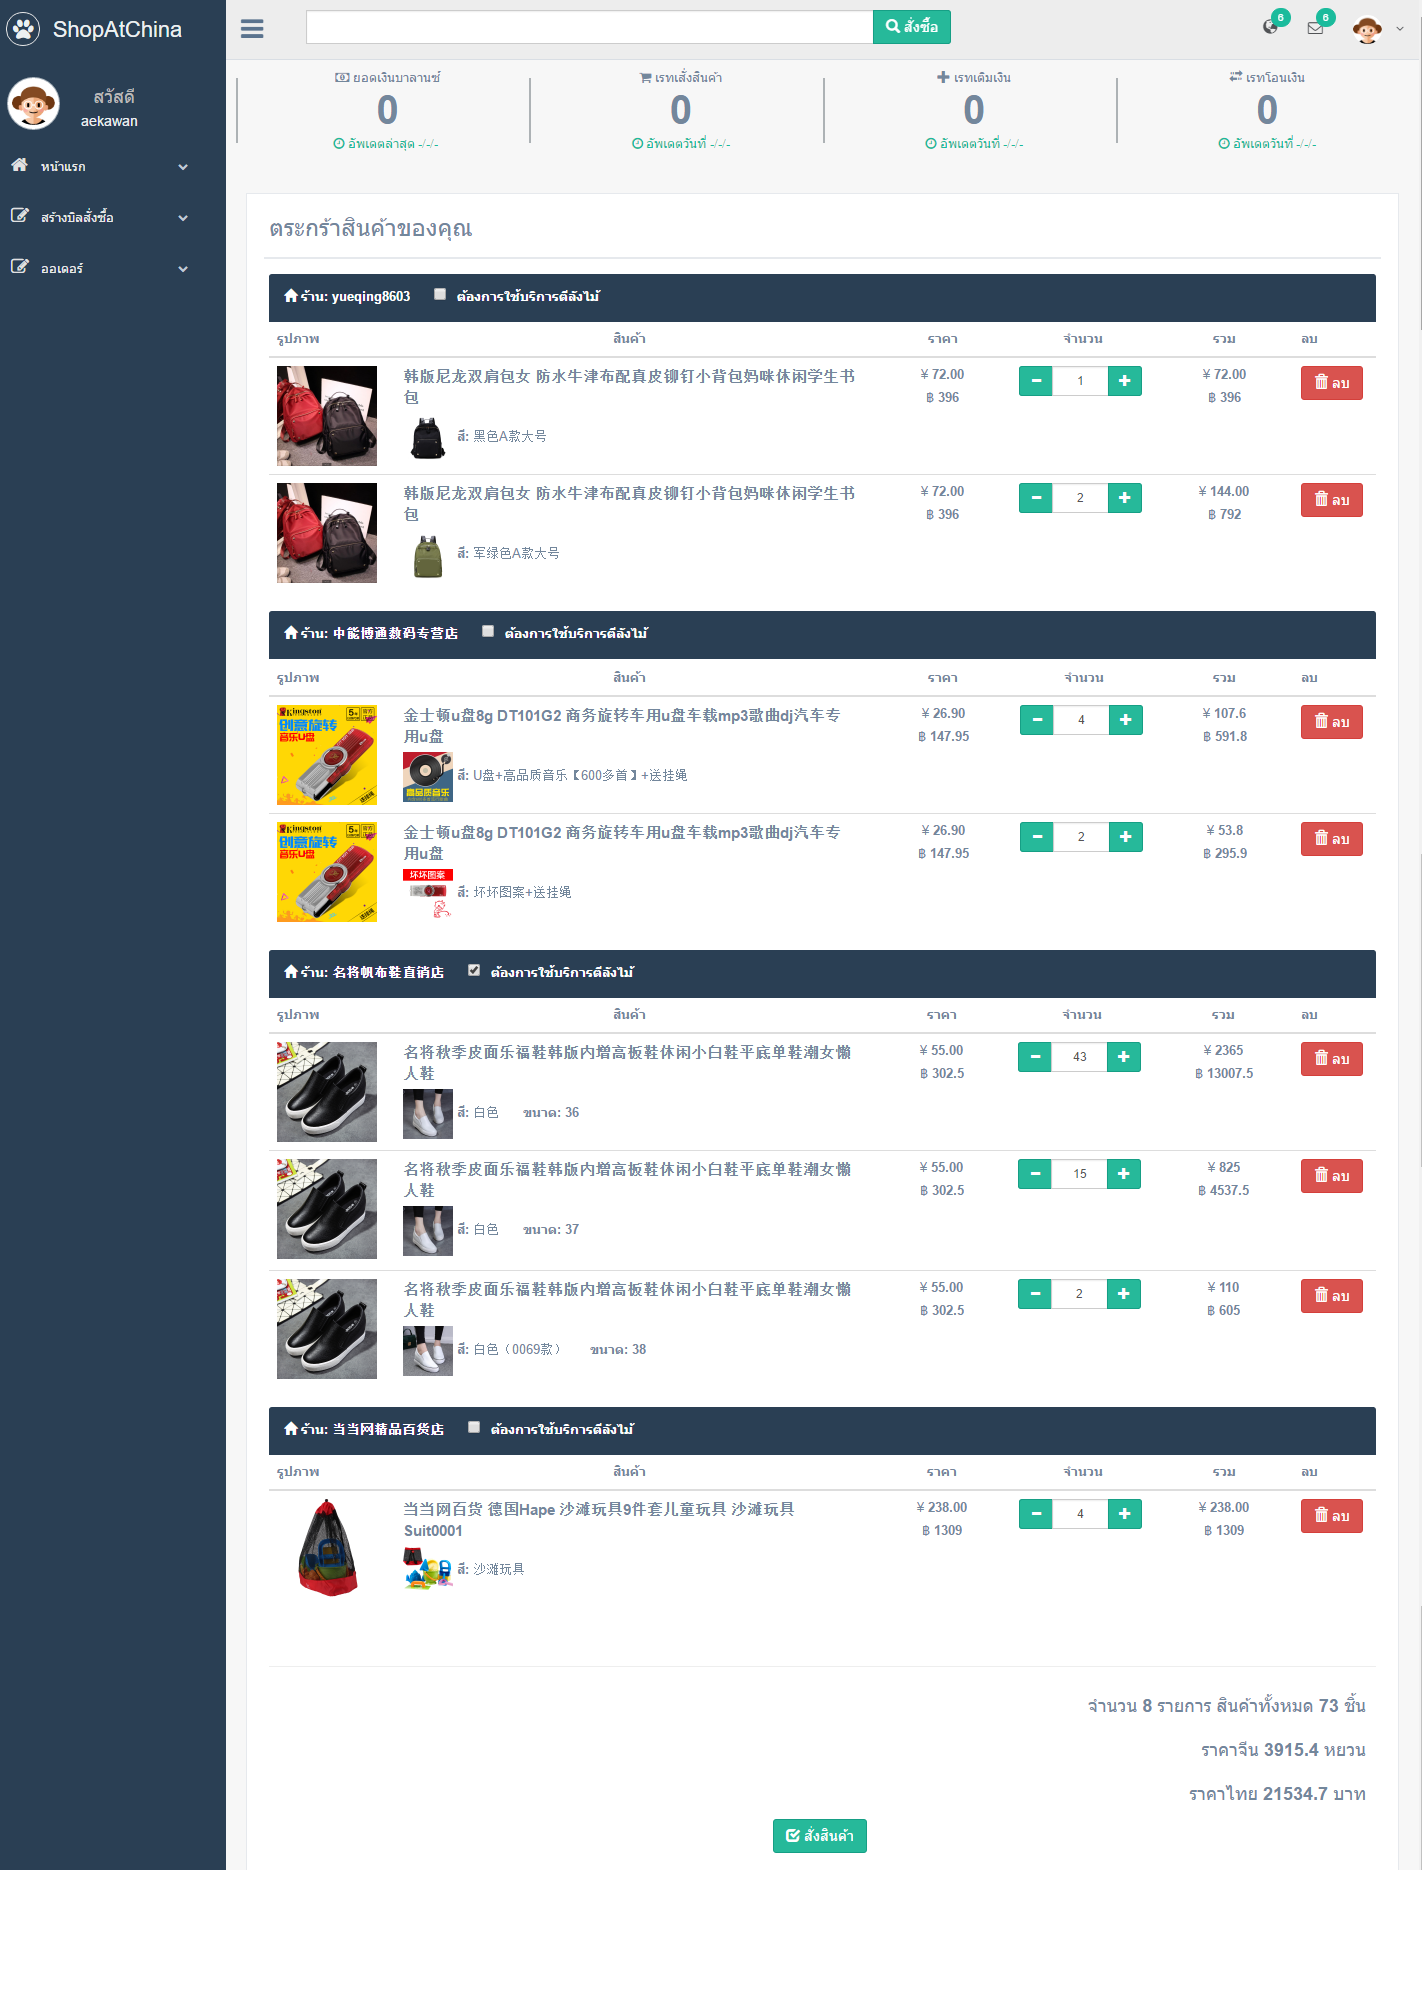 ShopAtChina
สั่งซื้อ
6
6
สวัสดี
aekawan
หน้าแรก
สร้างบิลสั่งซื้อ
ออเดอร์
ยอดเงินบาลานซ์
0
อัพเดตล่าสุด -/-/-
เรทเสั่งสินค้า
0
อัพเดตวันที่ -/-/-
เรทเติมเงิน
0
อัพเดตวันที่ -/-/-
เรทโอนเงิน
0
อัพเดตวันที่ -/-/-
ตระกร้าสินค้าของคุณ
ร้าน: yueqing8603 ต้องการใช้บริการตีลังไม้
รูปภาพ สินค้า ราคา จำนวน รวม ลบ
韩版尼龙双肩包女 防水牛津布配真皮铆钉小背包妈咪休闲学生书 ¥ 72.00 1 ¥ 72.00 ลบ
包 ฿ 396 ฿ 396
สี: 黑色A款大号
韩版尼龙双肩包女 防水牛津布配真皮铆钉小背包妈咪休闲学生书 ¥ 72.00 2 ¥ 144.00 ลบ
包 ฿ 396 ฿ 792
สี: 军绿色A款大号
ร้าน: 中能博通数码专营店 ต้องการใช้บริการตีลังไม้
รูปภาพ สินค้า ราคา จำนวน รวม ลบ
Kingston
创意旋转
音乐U盘
金士顿u盘8g DT101G2 商务旋转车用u盘车载mp3歌曲dj汽车专 ¥ 26.90 4 ¥ 107.6 ลบ
用u盘 ฿ 147.95 ฿ 591.8
高品质音乐
สี: U盘+高品质音乐【600多首】+送挂绳
Kingston
创意旋转
音乐U盘
金士顿u盘8g DT101G2 商务旋转车用u盘车载mp3歌曲dj汽车专 ¥ 26.90 2 ¥ 53.8 ลบ
用u盘 ฿ 147.95 ฿ 295.9
坏坏图案
สี: 坏坏图案+送挂绳
ร้าน: 名将帆布鞋直销店 ต้องการใช้บริการตีลังไม้
รูปภาพ สินค้า ราคา จำนวน รวม ลบ
名将秋季皮面乐福鞋韩版内增高板鞋休闲小白鞋平底单鞋潮女懒 ¥ 55.00 43 ¥ 2365 ลบ
人鞋 ฿ 302.5 ฿ 13007.5
สี: 白色 ขนาด: 36
名将秋季皮面乐福鞋韩版内增高板鞋休闲小白鞋平底单鞋潮女懒 ¥ 55.00 15 ¥ 825 ลบ
人鞋 ฿ 302.5 ฿ 4537.5
สี: 白色 ขนาด: 37
名将秋季皮面乐福鞋韩版内增高板鞋休闲小白鞋平底单鞋潮女懒 ¥ 55.00 2 ¥ 110 ลบ
人鞋 ฿ 302.5 ฿ 605
สี: 白色（0069款） ขนาด: 38
ร้าน: 当当网精品百货店 ต้องการใช้บริการตีลังไม้
รูปภาพ สินค้า ราคา จำนวน รวม ลบ
当当网百货 德国Hape 沙滩玩具9件套儿童玩具 沙滩玩具 ¥ 238.00 4 ¥ 238.00 ลบ
Suit0001 ฿ 1309 ฿ 1309
สี: 沙滩玩具
จำนวน 8 รายการ สินค้าทั้งหมด 73 ชิ้น
ราคาจีน 3915.4 หยวน
ราคาไทย 21534.7 บาท
สั่งสินค้า